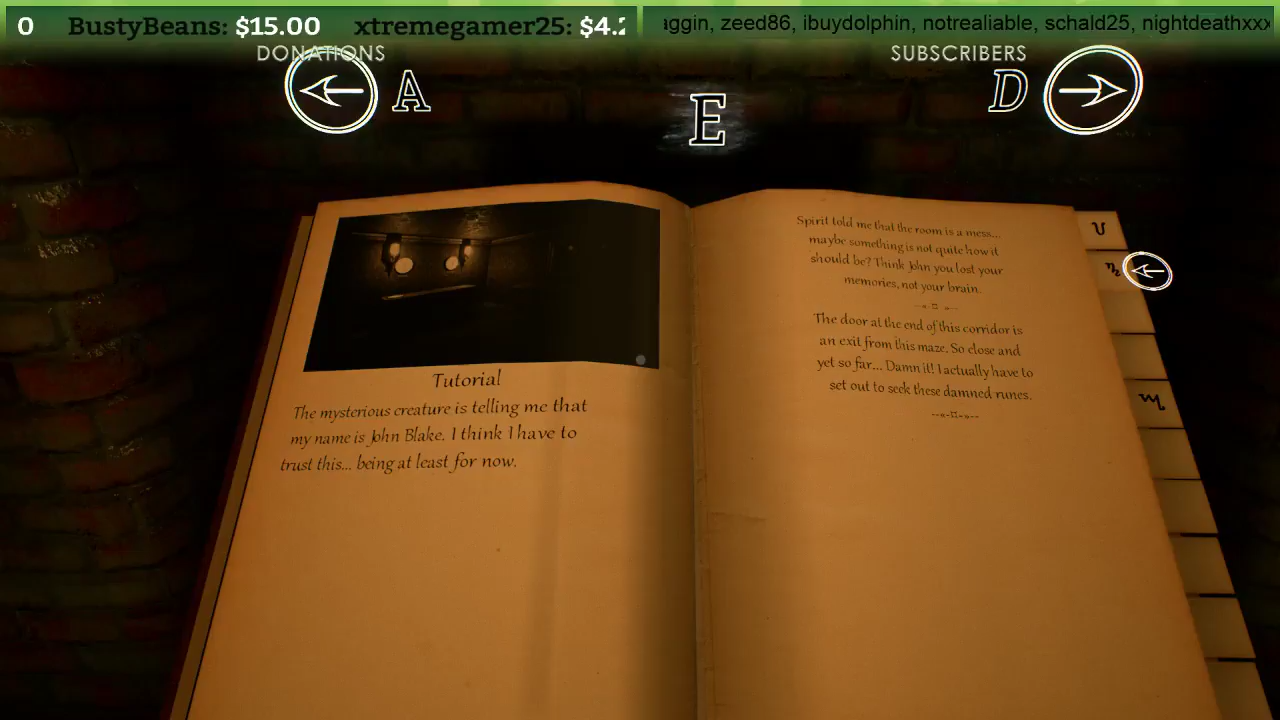 0 BustyBeans: $15.00 xtremegamer25: $4.2
aggin, zeed86, ibuydolphin, notrealiable, schald25, nightdeathxxx
DONATIONS
SUBSCRIBERS
A
E
D
Tutorial
The mysterious creature is telling me that
my name is John Blake. I think I have to
trust this... being at least for now.
Spirit told me that the room is a mess...
maybe something is not quite how it
should be? Think John you lost your
memories, not your brain.
The door at the end of this corridor is
an exit from this maze. So close and
yet so far... Damn it! I actually have to
set out to seek these damned runes.